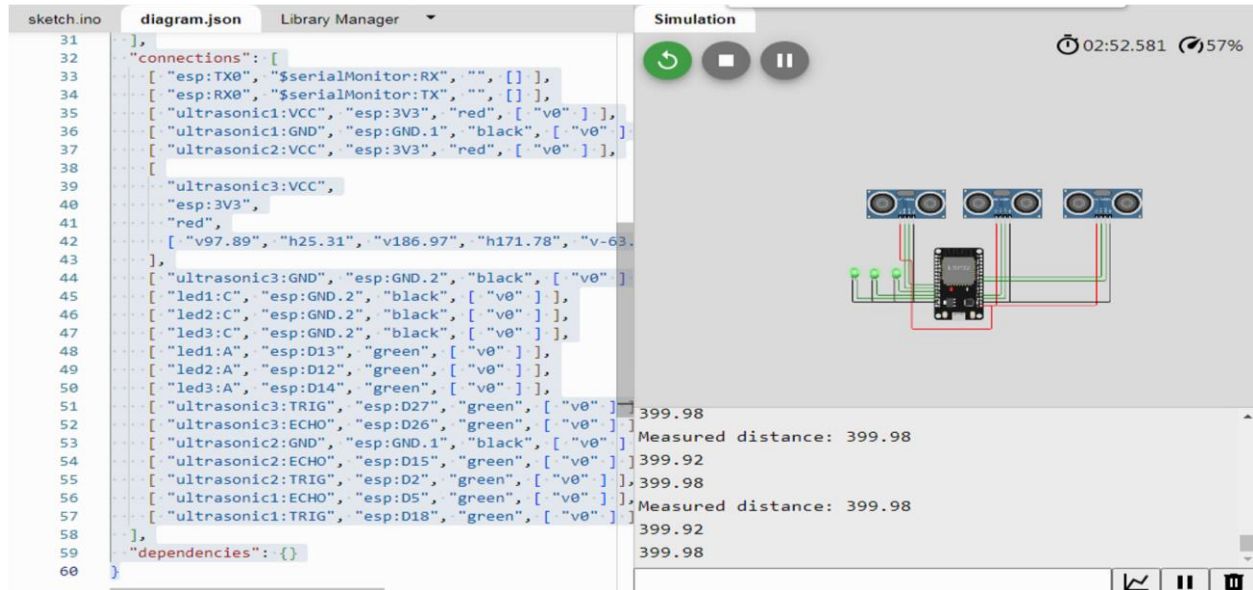 sketch.ino diagram.json Library Manager
31 ],
32 "connections": [
33 [ "esp:TX0", "$serialMonitor:RX", "", [] ],
34 [ "esp:RX0", "$serialMonitor:TX", "", [] ],
35 [ "ultrasonic1:VCC", "esp:3V3", "red", [ "v0" ] ],
36 [ "ultrasonic1:GND", "esp:GND.1", "black", [ "v0" ]
37 [ "ultrasonic2:VCC", "esp:3V3", "red", [ "v0" ] ],
38 [
39 "ultrasonic3:VCC",
40 "esp:3V3",
41 "red",
42 [ "v97.89", "h25.31", "v186.97", "h171.78", "v-63.
43 ],
44 [ "ultrasonic3:GND", "esp:GND.2", "black", [ "v0" ]
45 [ "led1:C", "esp:GND.2", "black", [ "v0" ] ],
46 [ "led2:C", "esp:GND.2", "black", [ "v0" ] ],
47 [ "led3:C", "esp:GND.2", "black", [ "v0" ] ],
48 [ "led1:A", "esp:D13", "green", [ "v0" ] ],
49 [ "led2:A", "esp:D12", "green", [ "v0" ] ],
50 [ "led3:A", "esp:D14", "green", [ "v0" ] ],
51 [ "ultrasonic3:TRIG", "esp:D27", "green", [ "v0" ] ]
52 [ "ultrasonic3:ECHO", "esp:D26", "green", [ "v0" ] ]
53 [ "ultrasonic2:GND", "esp:GND.1", "black", [ "v0" ]
54 [ "ultrasonic2:ECHO", "esp:D15", "green", [ "v0" ] ]
55 [ "ultrasonic2:TRIG", "esp:D2", "green", [ "v0" ] ],
56 [ "ultrasonic1:ECHO", "esp:D5", "green", [ "v0" ] ],
57 [ "ultrasonic1:TRIG", "esp:D18", "green", [ "v0" ] ]
58 ],
59 "dependencies": {}
60 }
Simulation
02:52.581 57%
ESP32
399.98
Measured distance: 399.98
399.92
399.98
Measured distance: 399.98
399.92
399.98